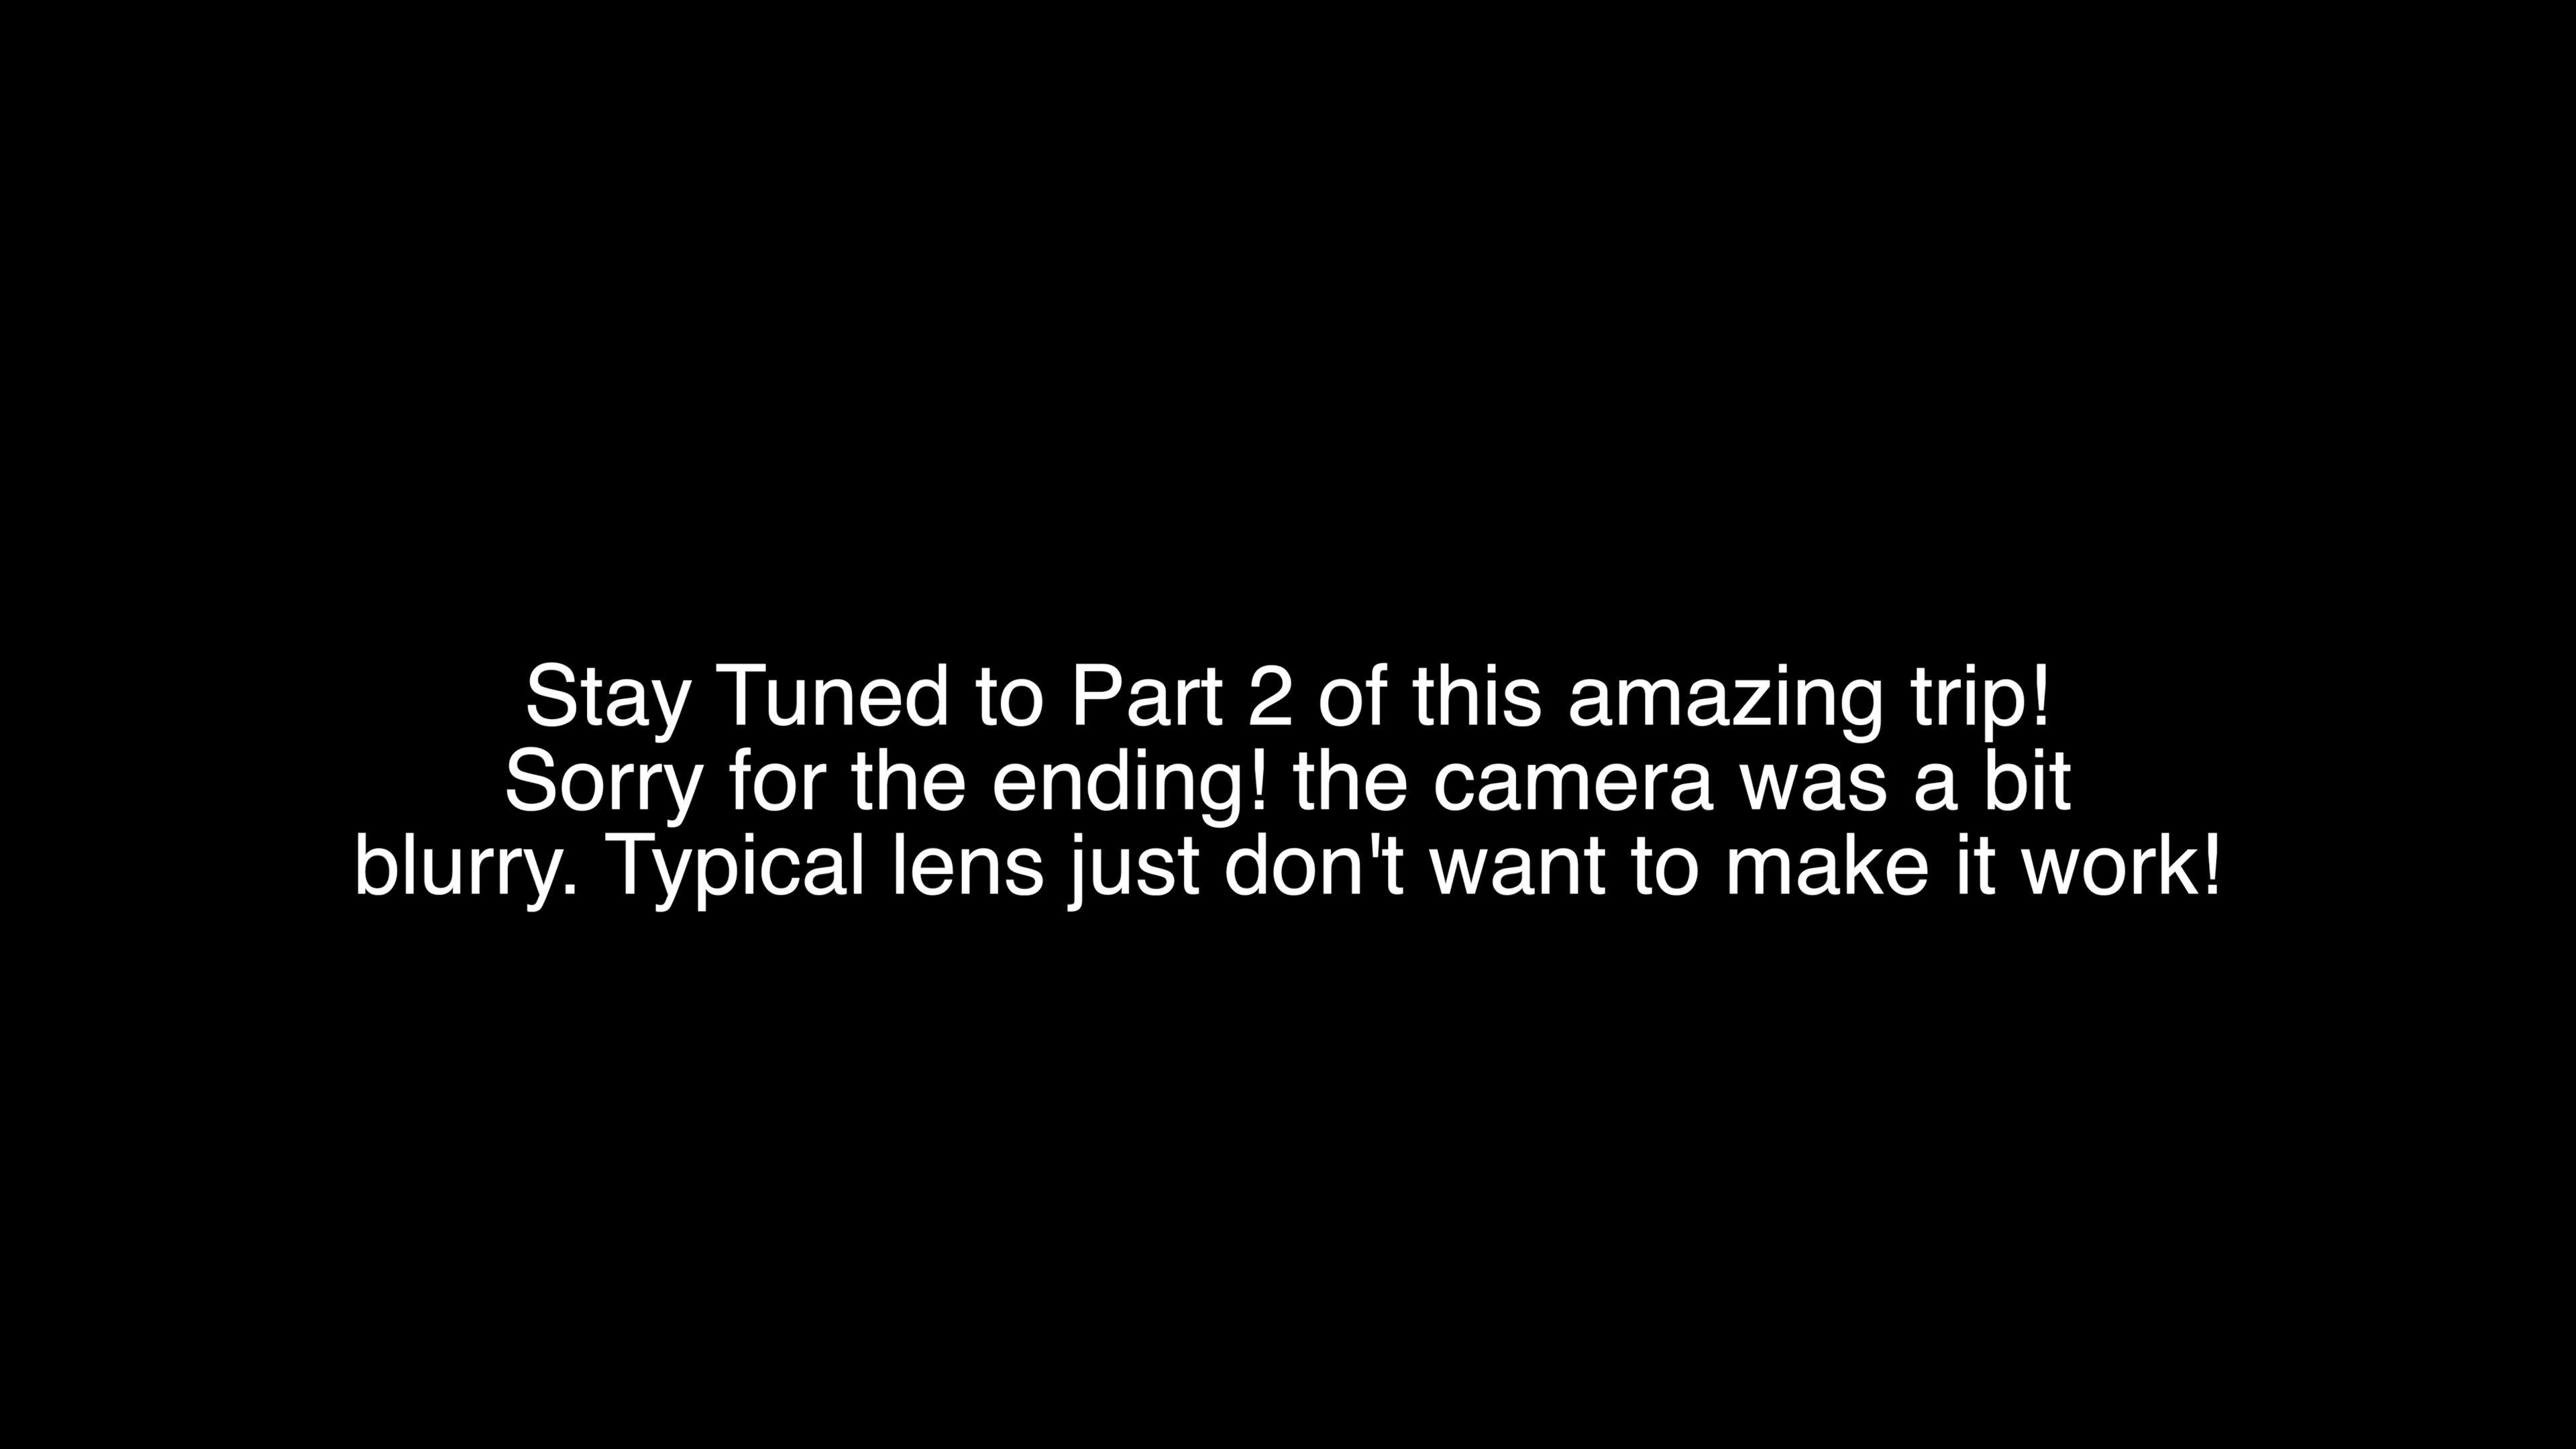 Stay Tuned to Part 2 of this amazing trip!
Sorry for the ending! the camera was a bit
blurry. Typical lens just don't want to make it work!